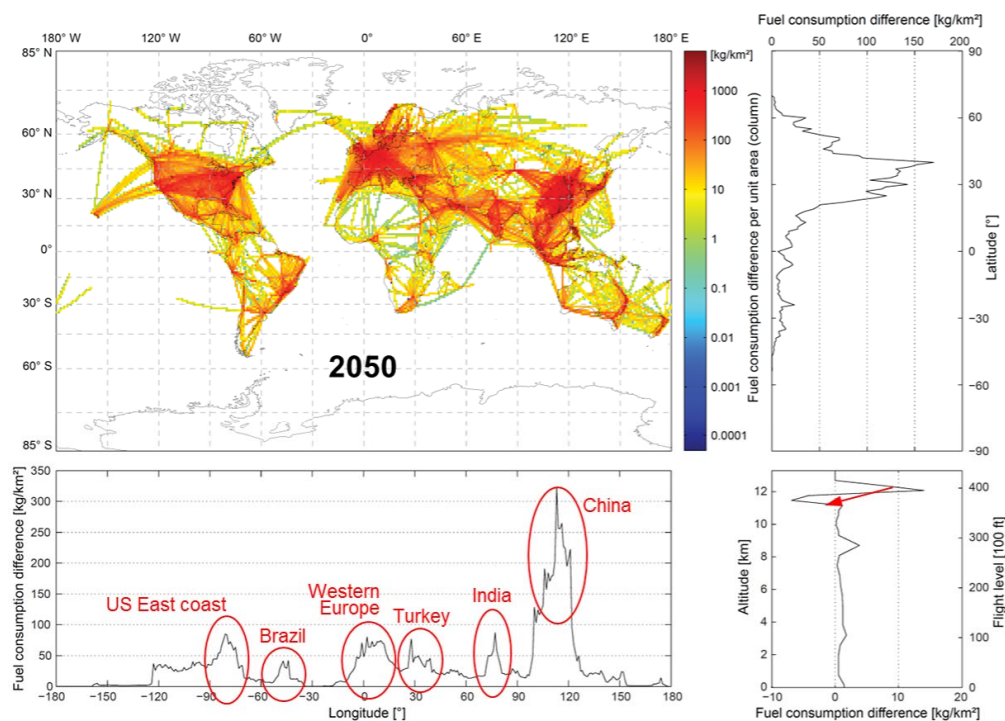 Fuel consumption difference [kg/km²]
180° W 120° W 60° W 0° 60° E 120° E 180° E
0 50 100 150 200
85° N
60° N
30° N
0°
30° S
60° S
85° S
2050
[kg/km²]
1000
100
10
1
0.1
0.01
0.001
0.0001
Fuel consumption difference per unit area (column)
90
60
30
0
−30
−60
−90
Latitude [°]
Fuel consumption difference [kg/km²]
350
300
250
200
150
100
50
0
US East coast
Brazil
Western
Europe
Turkey
India
China
−180 −150 −120 −90 −60 −30 0 30 60 90 120 150 180
Longitude [°]
Altitude [km]
12
10
8
6
4
2
0
400
300
200
100
0
Flight level [100 ft]
−10 0 10 20
Fuel consumption difference [kg/km²]